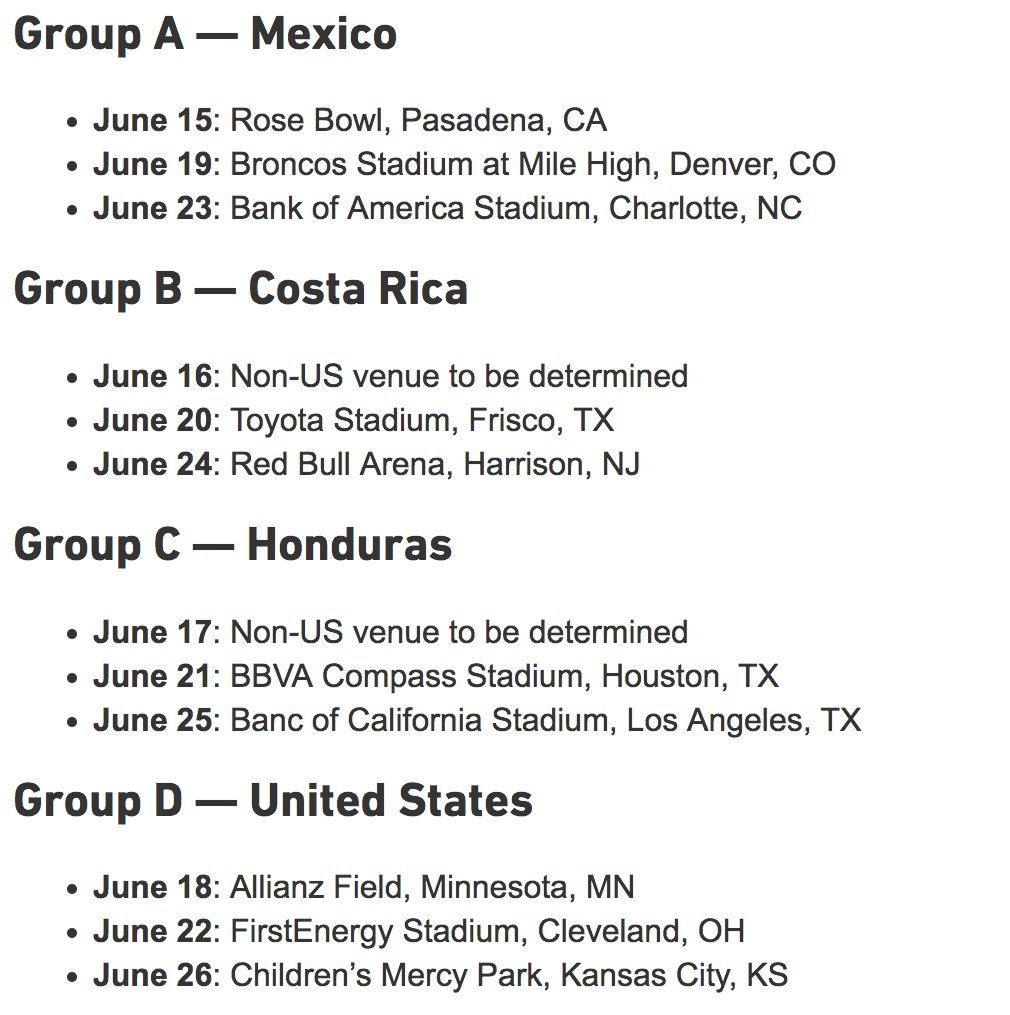 Group A — Mexico
• June 15: Rose Bowl, Pasadena, CA
• June 19: Broncos Stadium at Mile High, Denver, CO
• June 23: Bank of America Stadium, Charlotte, NC
Group B — Costa Rica
• June 16: Non-US venue to be determined
• June 20: Toyota Stadium, Frisco, TX
• June 24: Red Bull Arena, Harrison, NJ
Group C — Honduras
• June 17: Non-US venue to be determined
• June 21: BBVA Compass Stadium, Houston, TX
• June 25: Banc of California Stadium, Los Angeles, TX
Group D — United States
• June 18: Allianz Field, Minnesota, MN
• June 22: FirstEnergy Stadium, Cleveland, OH
• June 26: Children’s Mercy Park, Kansas City, KS